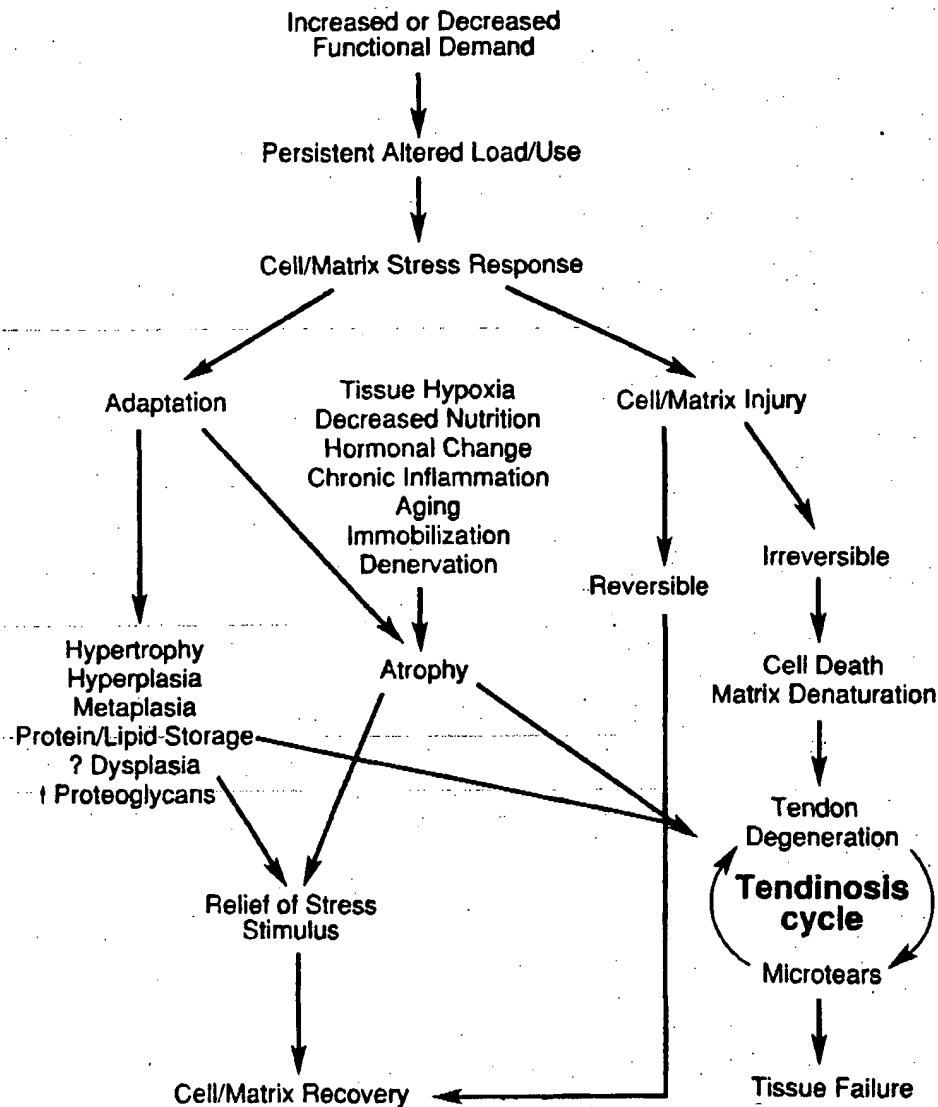 Increased or Decreased
Functional Demand
Persistent Altered Load/Use
Cell/Matrix Stress Response
Adaptation
Tissue Hypoxia
Decreased Nutrition
Hormonal Change
Chronic Inflammation
Aging
Immobilization
Denervation
Cell/Matrix Injury
Reversible
Irreversible
Hypertrophy
Hyperplasia
Metaplasia
Protein/Lipid Storage
? Dysplasia
↑ Proteoglycans
Atrophy
Cell Death
Matrix Denaturation
Relief of Stress
Stimulus
Tendon
Degeneration
Tendinosis
cycle
Microtears
Cell/Matrix Recovery
Tissue Failure